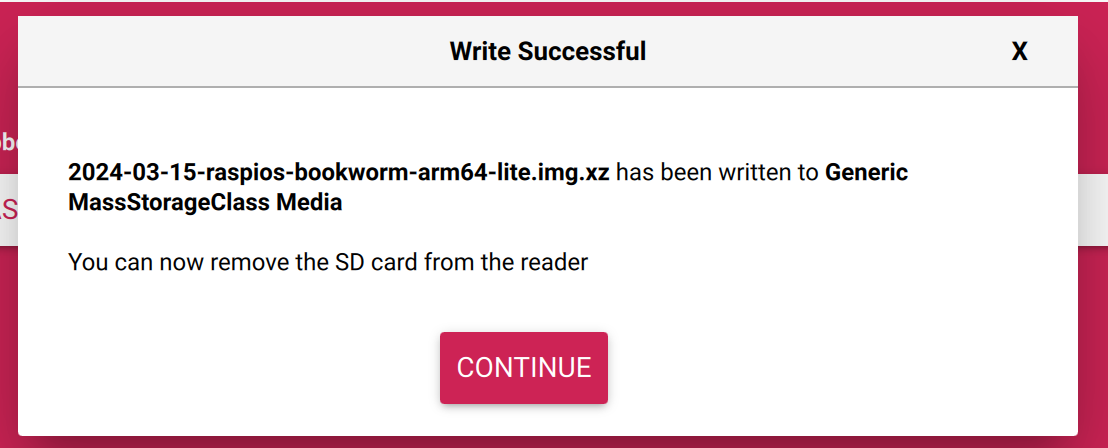 Write Successful X
2024-03-15-raspios-bookworm-arm64-lite.img.xz has been written to Generic
MassStorageClass Media
You can now remove the SD card from the reader
CONTINUE